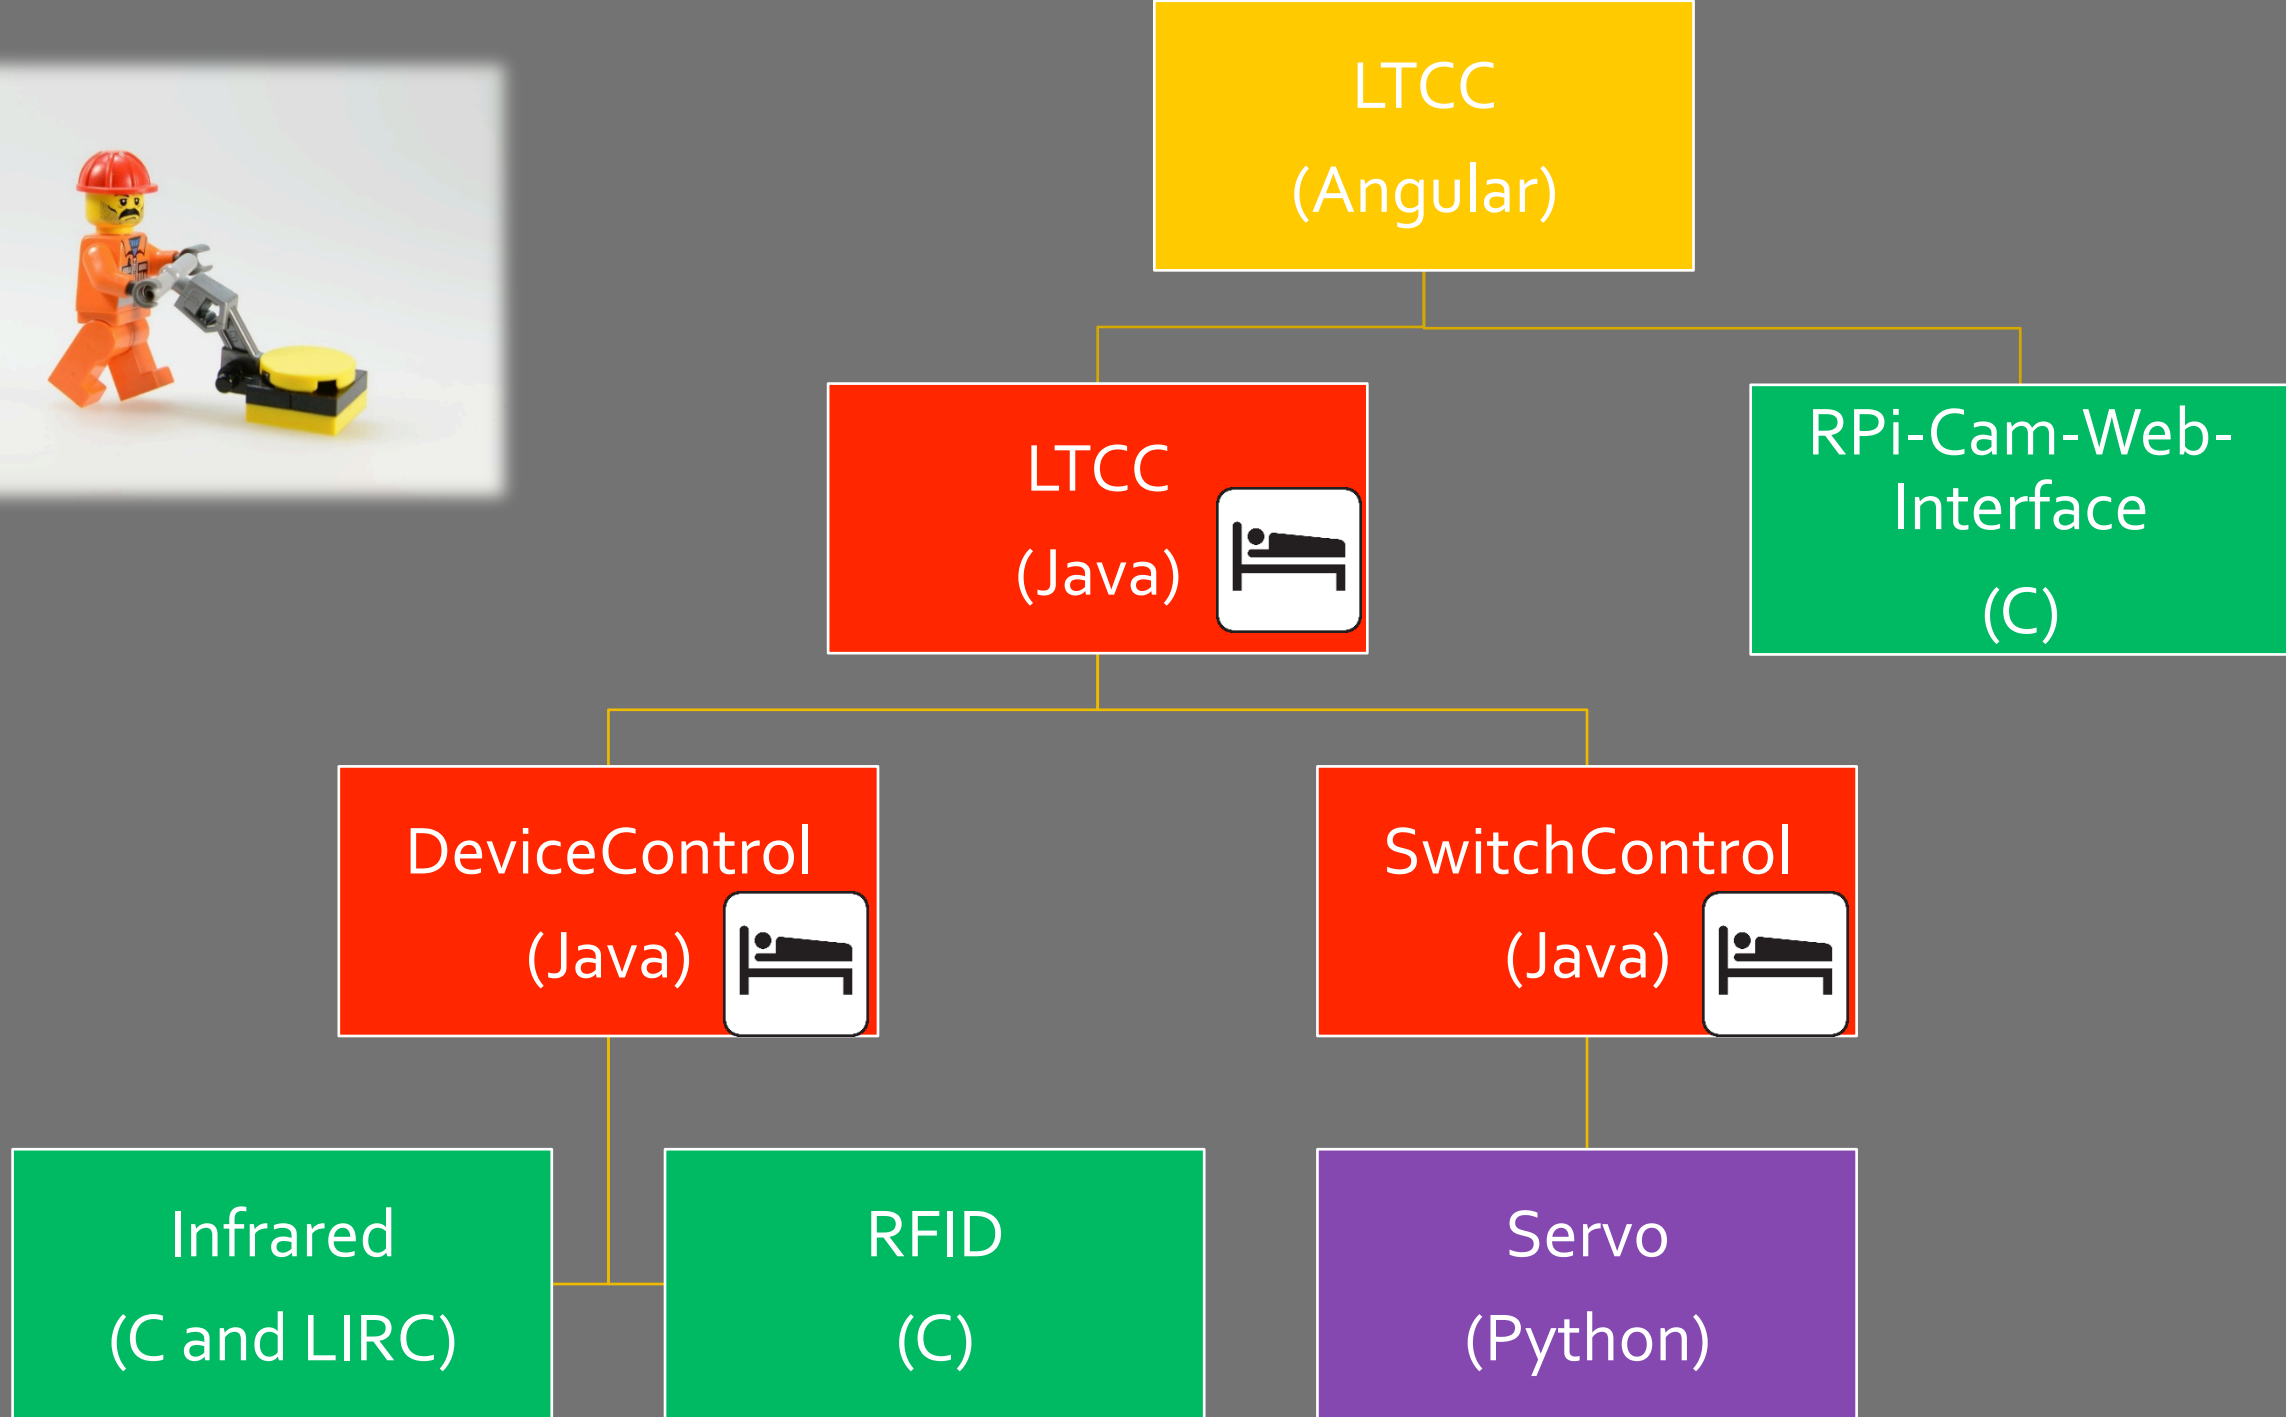 LTCC
(Angular)
LTCC
(Java)
RPi-Cam-Web-
Interface
(C)
DeviceControl
(Java)
SwitchControl
(Java)
Infrared
(C and LIRC)
RFID
(C)
Servo
(Python)